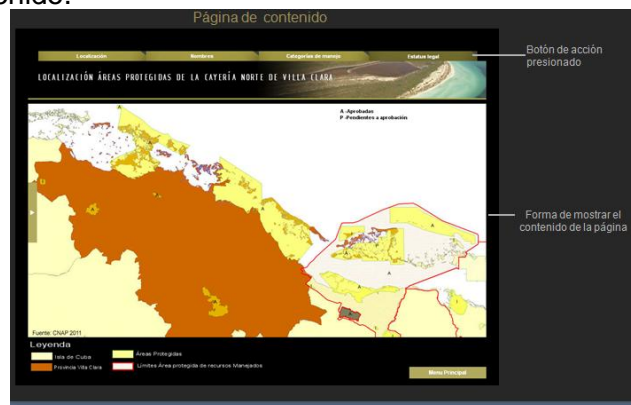 enido.
Página de contenido
Localización Nombres Categorías de manejo Estatus legal
Botón de acción
presionado
LOCALIZACIÓN ÁREAS PROTEGIDAS DE LA CAYERÍA NORTE DE VILLA CLARA
A -Aprobadas
P -Pendientes a aprobación
Forma de mostrar el
contenido de la página
Fuente: CNAP 2011
Leyenda
Isla de Cuba Áreas Protegidas
Provincia Villa Clara Límites Área protegida de recursos Manejados
Menu Principal